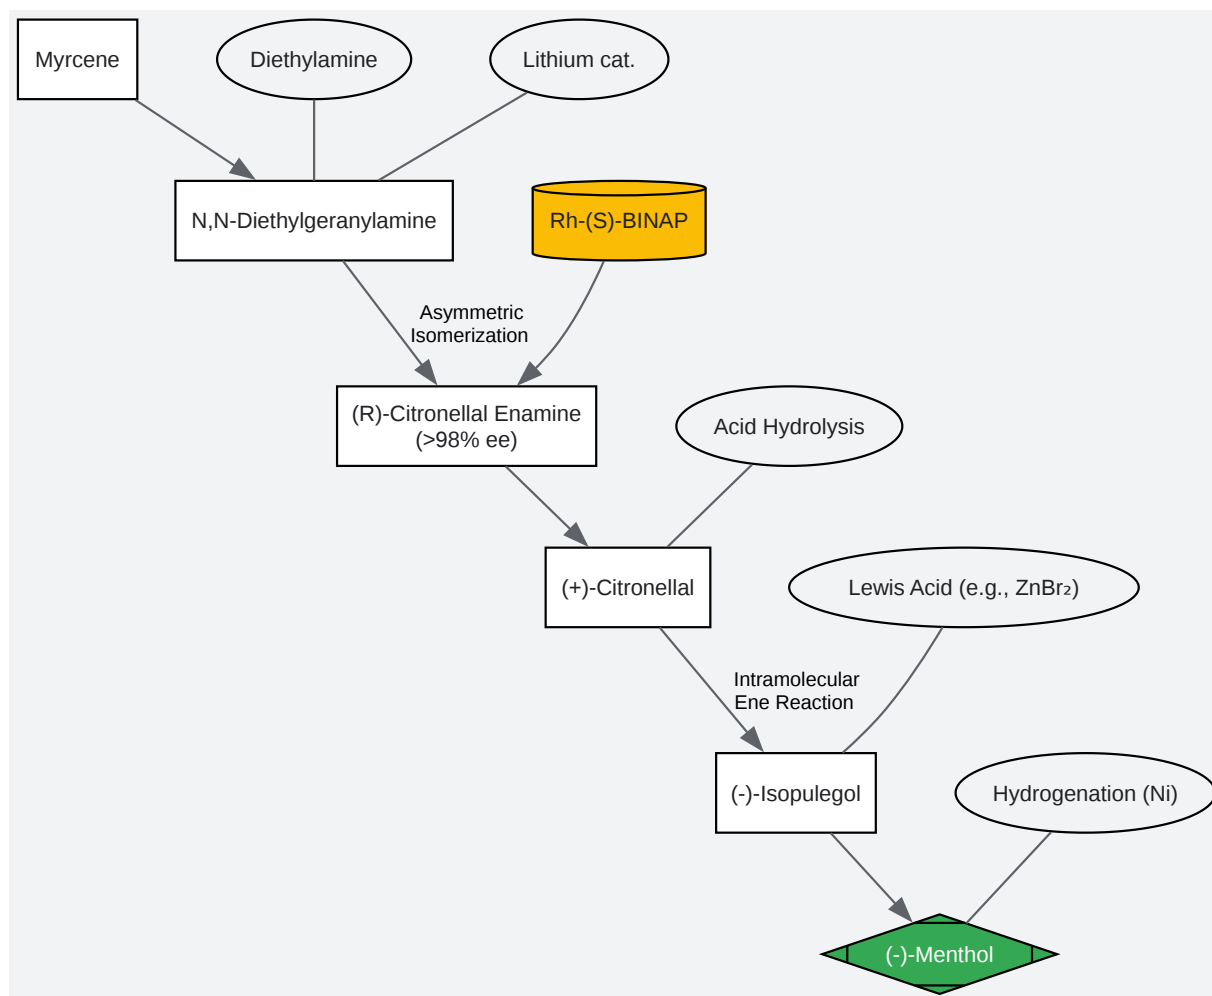 Myrcene
Diethylamine
Lithium cat.
N,N-Diethylgeranylamine
Rh-(S)-BINAP
Asymmetric
Isomerization
(R)-Citronellal Enamine
(>98% ee)
Acid Hydrolysis
(+)-Citronellal
Lewis Acid (e.g., ZnBr₂)
Intramolecular
Ene Reaction
(-)-Isopulegol
Hydrogenation (Ni)
(-)-Menthol